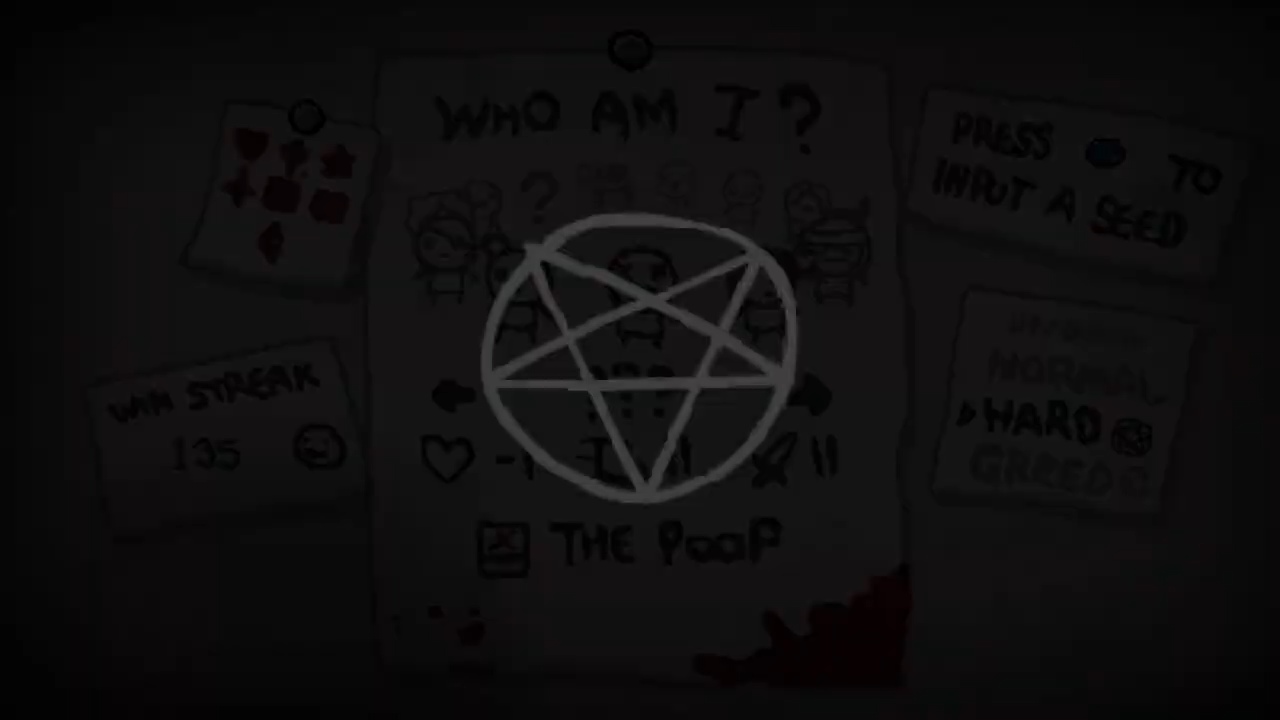 WHO AM I?
?
PRESS TO
INPUT A SEED
WIN STREAK
135
NORMAL
HARD
GREED
???
THE POOP